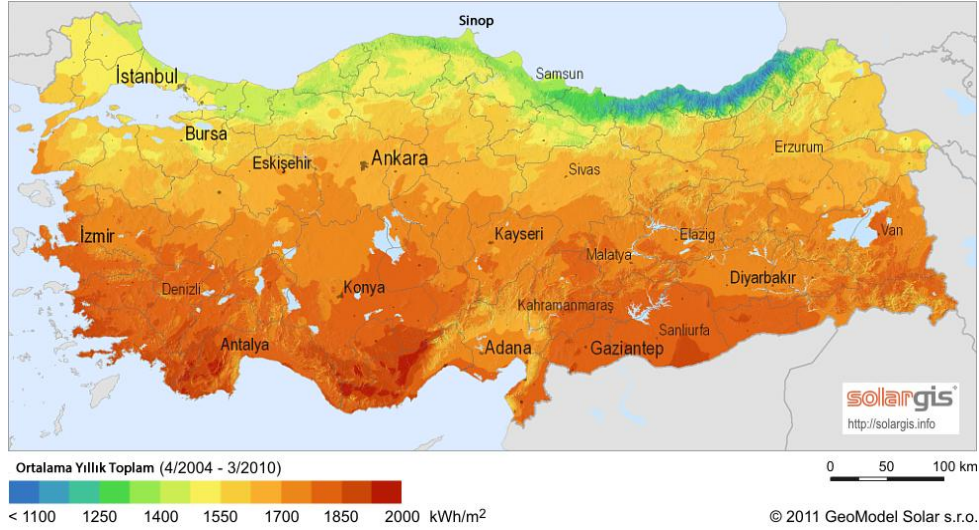 Sinop
İstanbul
Samsun
Bursa
Eskişehir
Ankara
Sivas
Erzurum
İzmir
Kayseri
Elazig
Van
Malatya
Denizli
Konya
Diyarbakır
Kahramanmaraş
Sanliurfa
Antalya
Adana
Gaziantep
solargis
http://solargis.info
Ortalama Yıllık Toplam (4/2004 - 3/2010)
0 50 100 km
< 1100 1250 1400 1550 1700 1850 2000 kWh/m²
© 2011 GeoModel Solar s.r.o.